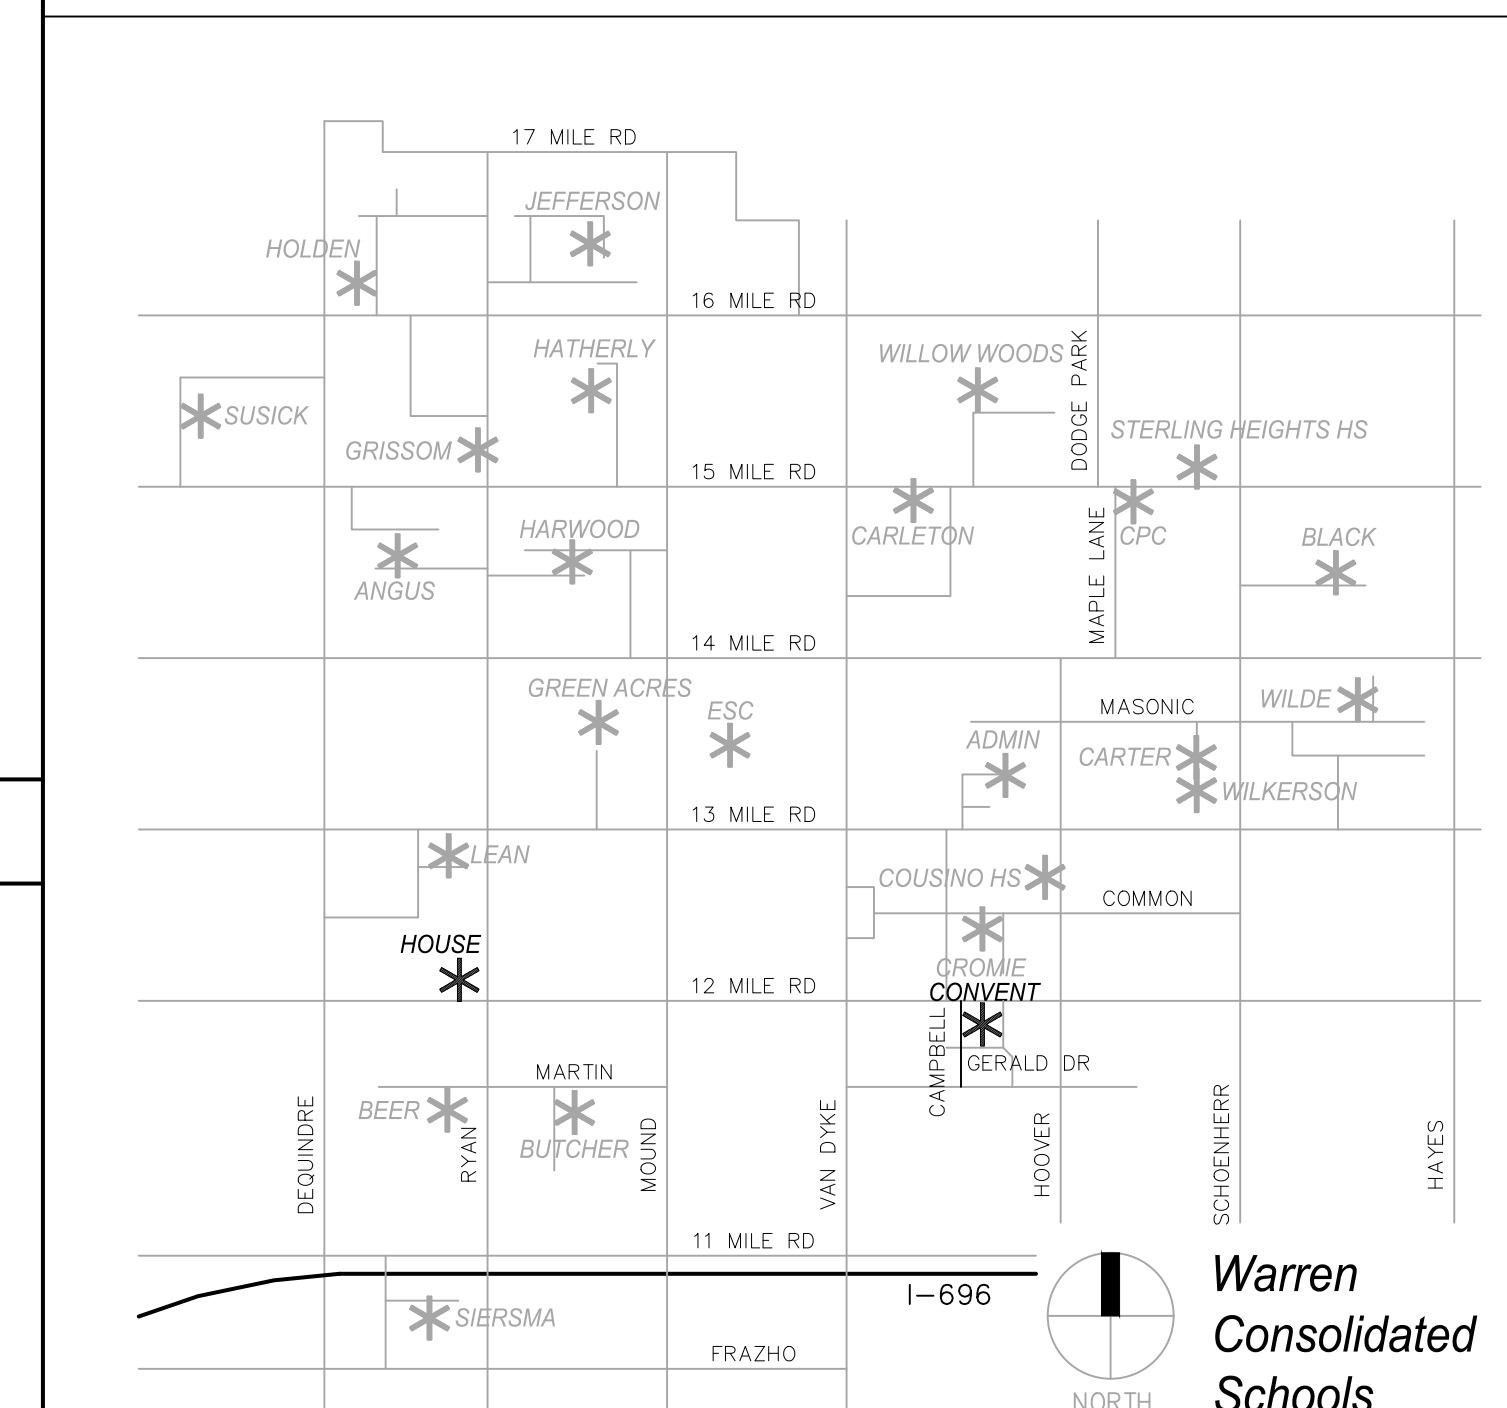 17 MILE RD
JEFFERSON
HOLDEN
16 MILE RD
HATHERLY
WILLOW WOODS
DODGE PARK
SUSICK
GRISSOM
STERLING HEIGHTS HS
15 MILE RD
HARWOOD
CARLETON
MAPLE LANE
CPC
BLACK
ANGUS
14 MILE RD
GREEN ACRES
ESC
MASONIC
WILDE
ADMIN
CARTER
WILKERSON
13 MILE RD
LEAN
COUSINO HS
COMMON
HOUSE
CROMIE
12 MILE RD
CONVENT
CAMPBELL
GERALD DR
MARTIN
BEER
BUTCHER
DEQUINDRE
RYAN
MOUND
VAN DYKE
HOOVER
SCHOENHERR
HAYES
11 MILE RD
I-696
SIERSMA
FRAZHO
NORTH
Warren
Consolidated
Schools